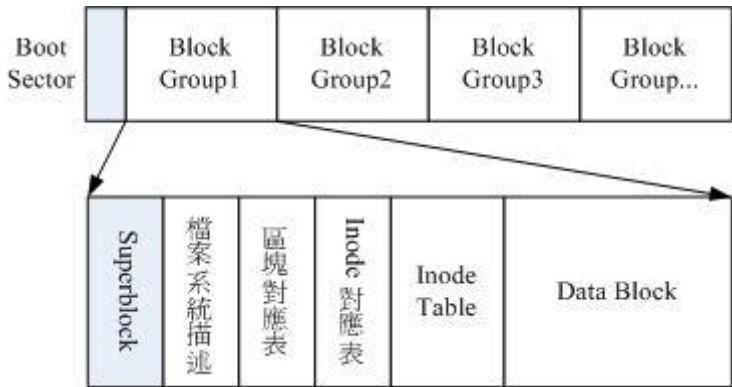 Boot
Sector
Block
Group1
Block
Group2
Block
Group3
Block
Group...
Superblock
檔案系統描述
區塊對應表
Inode 對應表
Inode
Table
Data Block